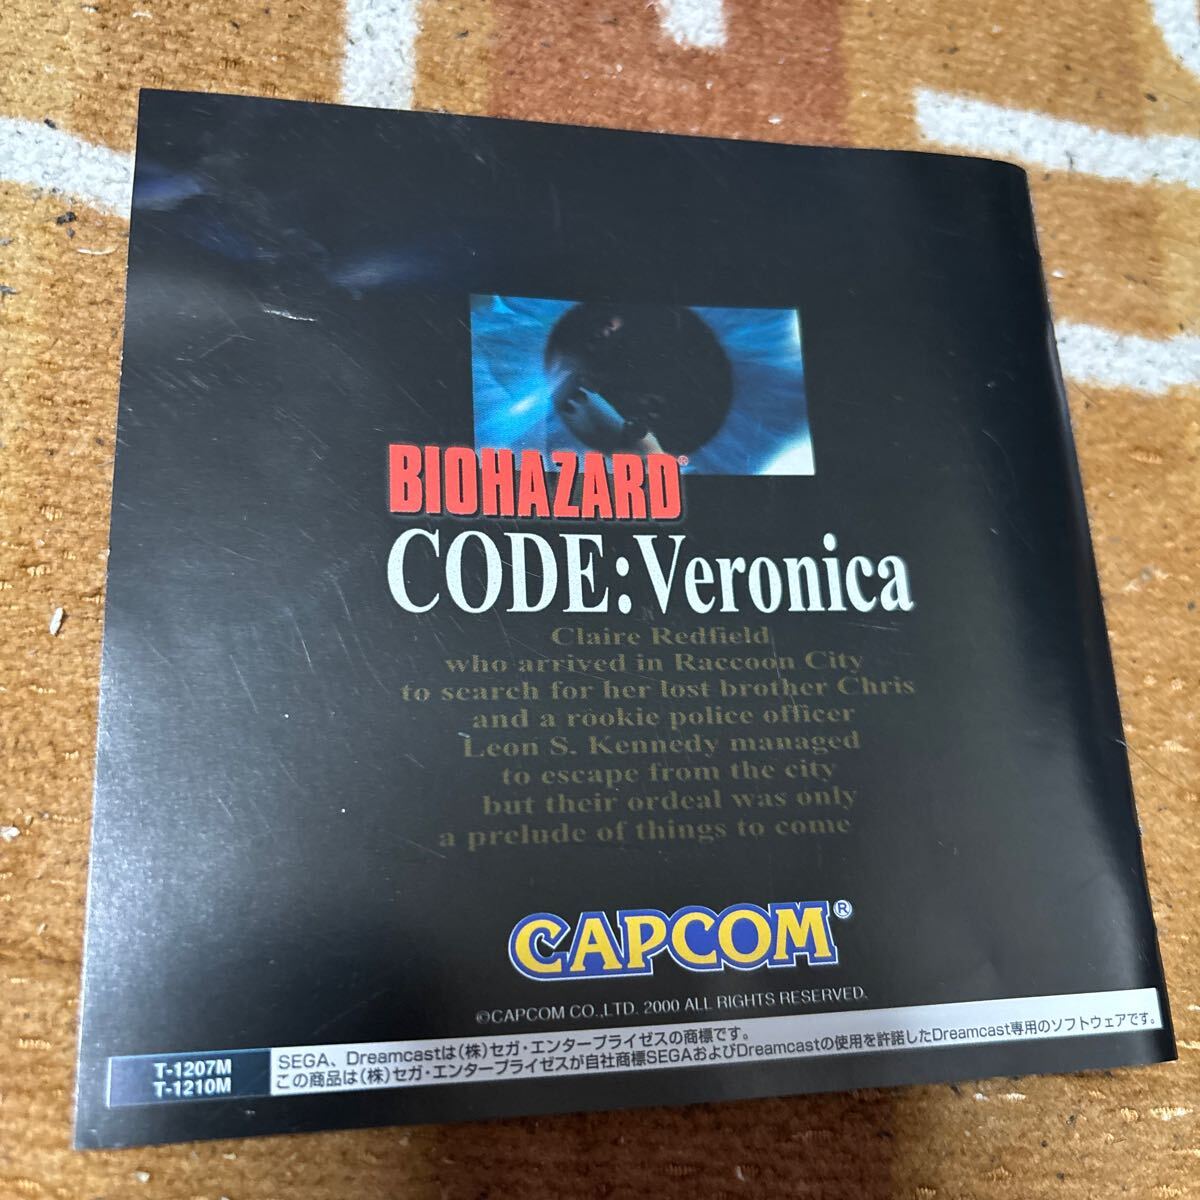 BIOHAZARD®
CODE:Veronica
Claire Redfield
who arrived in Raccoon City
to search for her lost brother Chris
and a rookie police officer
Leon S. Kennedy managed
to escape from the city
but their ordeal was only
a prelude of things to come
CAPCOM®
©CAPCOM CO.,LTD. 2000 ALL RIGHTS RESERVED.
T-1207M
T-1210M
SEGA、Dreamcastは(株)セガ・エンタープライゼスの商標です。
この商品は(株)セガ・エンタープライゼスが自社商標SEGAおよびDreamcastの使用を許諾したDreamcast専用のソフトウェアです。